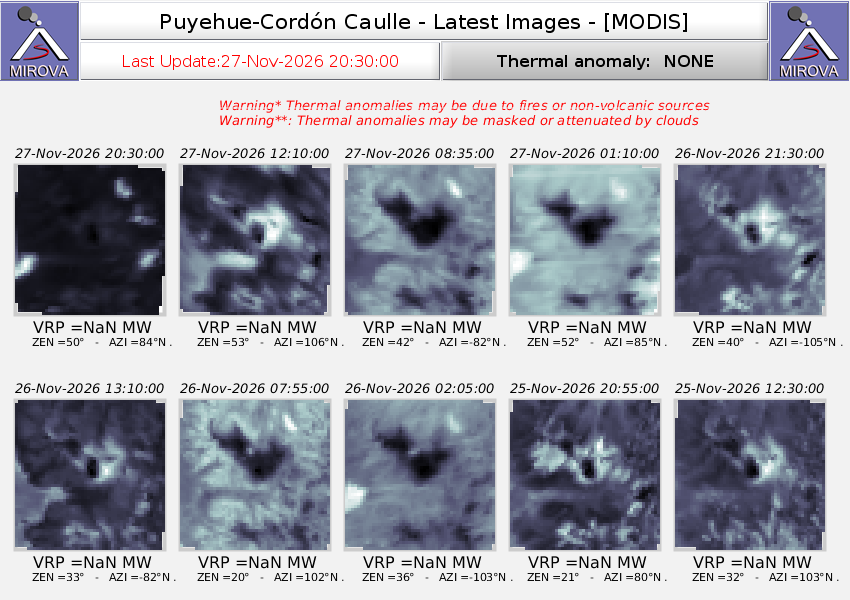 Puyehue-Cordón Caulle - Latest Images - [MODIS]
MIROVA
Last Update:27-Nov-2026 20:30:00
Thermal anomaly: NONE
MIROVA
Warning* Thermal anomalies may be due to fires or non-volcanic sources
Warning**: Thermal anomalies may be masked or attenuated by clouds
27-Nov-2026 20:30:00 27-Nov-2026 12:10:00 27-Nov-2026 08:35:00 27-Nov-2026 01:10:00 26-Nov-2026 21:30:00
VRP =NaN MW VRP =NaN MW VRP =NaN MW VRP =NaN MW VRP =NaN MW
ZEN =50° - AZI =84°N . ZEN =53° - AZI =106°N . ZEN =42° - AZI =-82°N . ZEN =52° - AZI =85°N . ZEN =40° - AZI =-105°N .
26-Nov-2026 13:10:00 26-Nov-2026 07:55:00 26-Nov-2026 02:05:00 25-Nov-2026 20:55:00 25-Nov-2026 12:30:00
VRP =NaN MW VRP =NaN MW VRP =NaN MW VRP =NaN MW VRP =NaN MW
ZEN =33° - AZI =-82°N . ZEN =20° - AZI =102°N . ZEN =36° - AZI =-103°N . ZEN =21° - AZI =80°N . ZEN =32° - AZI =103°N .